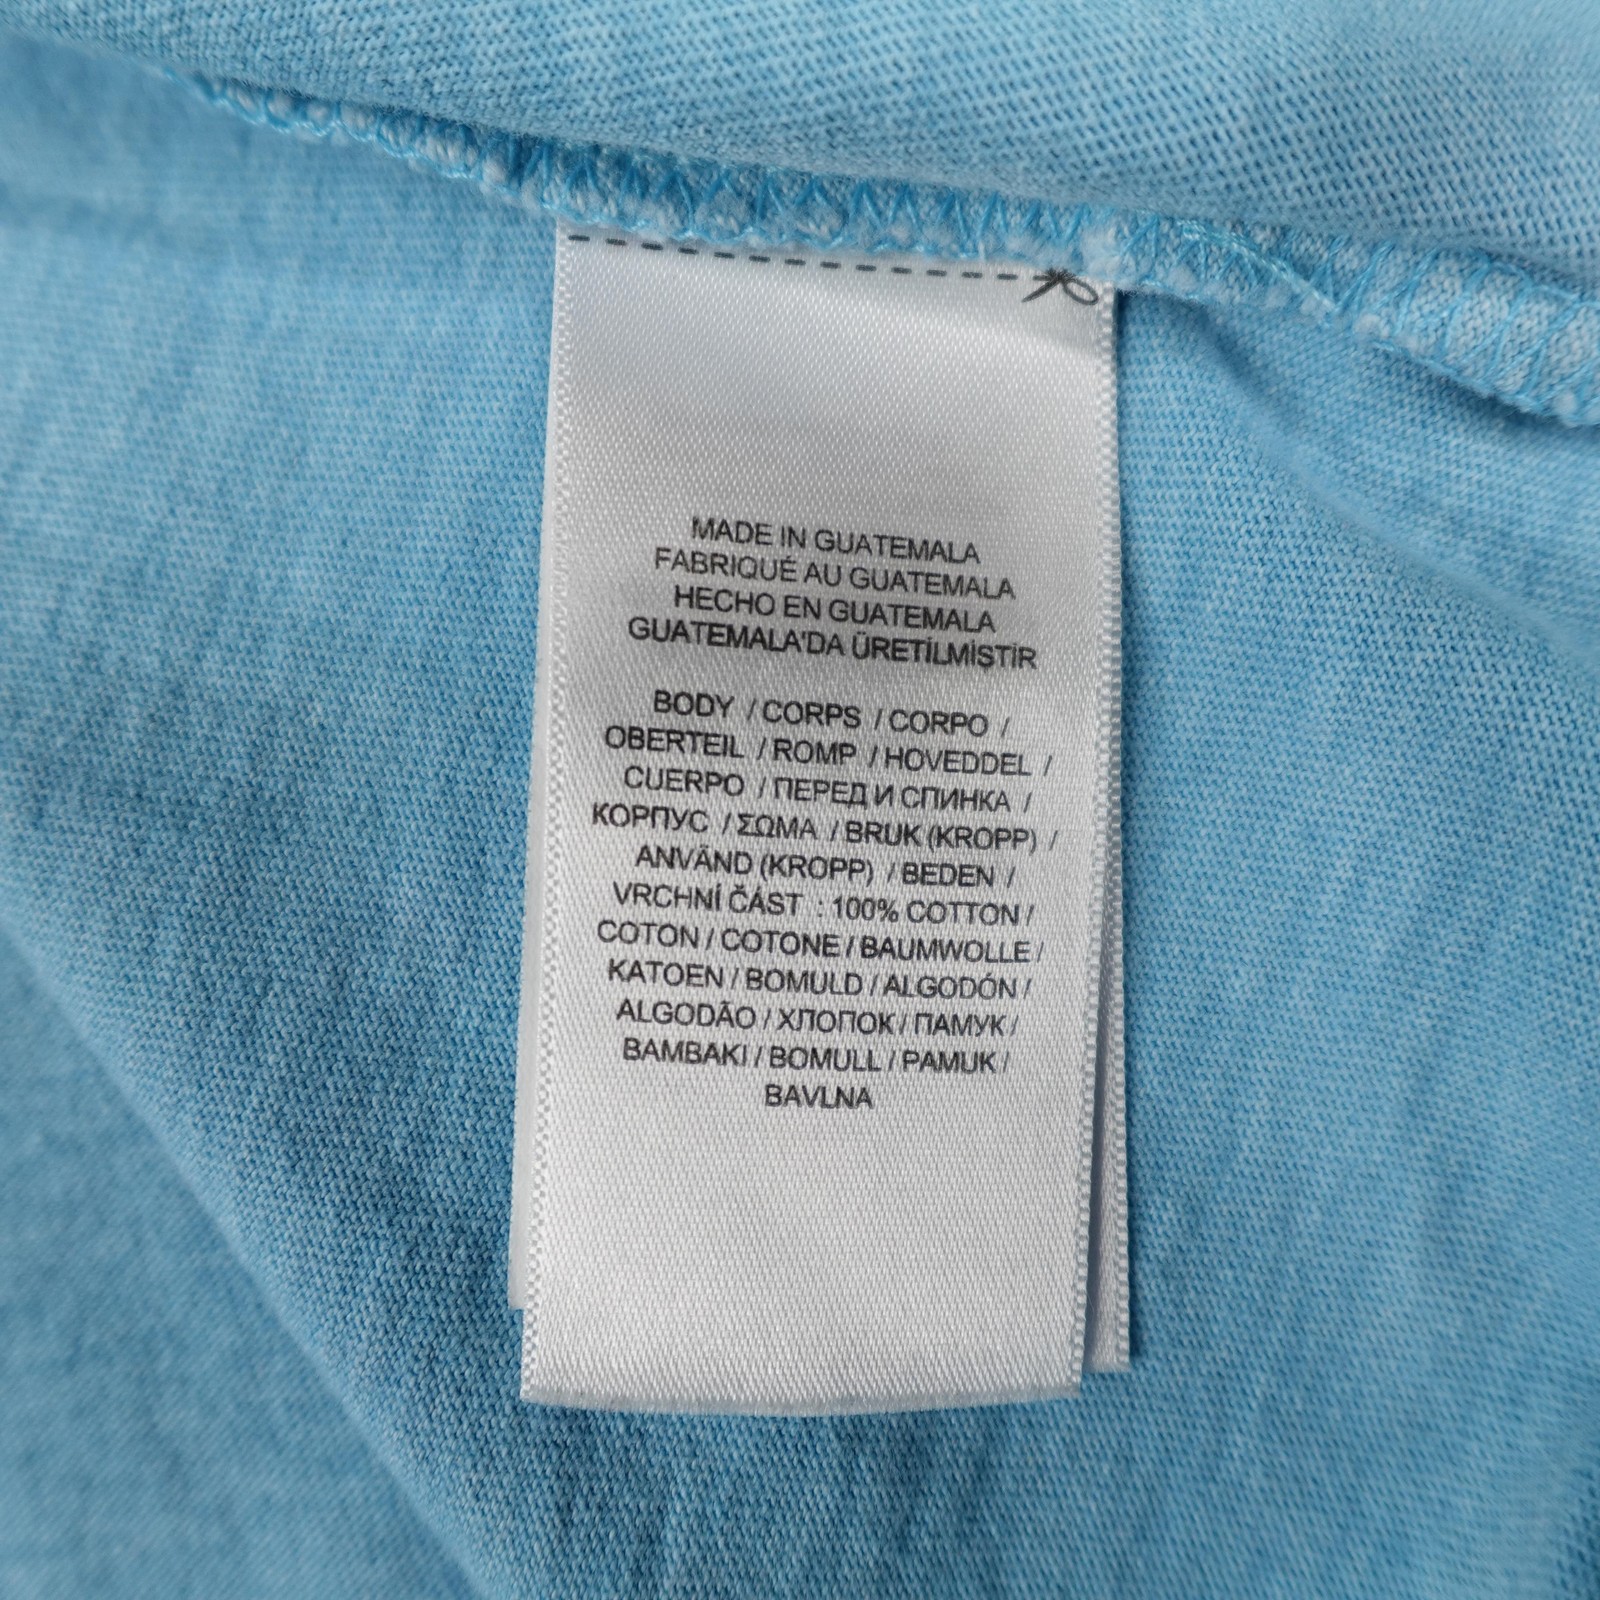 MADE IN GUATEMALA
FABRIQUÉ AU GUATEMALA
HECHO EN GUATEMALA
GUATEMALA'DA ÜRETİLMİŞTİR
BODY / CORPS / CORPO /
OBERTEIL / ROMP / HOVEDDEL /
CUERPO / ПЕРЕД И СПИНКА /
КОРПУС / ΣΩΜΑ / BRUK (KROPP) /
ANVÄND (KROPP) / BEDEN /
VRCHNÍ ČÁST : 100% COTTON /
COTON / COTONE / BAUMWOLLE /
KATOEN / BOMULD / ALGODÓN /
ALGODÃO / ХЛОПОК / ПАМУК /
BAMBAKI / BOMULL / PAMUK /
BAVLNA